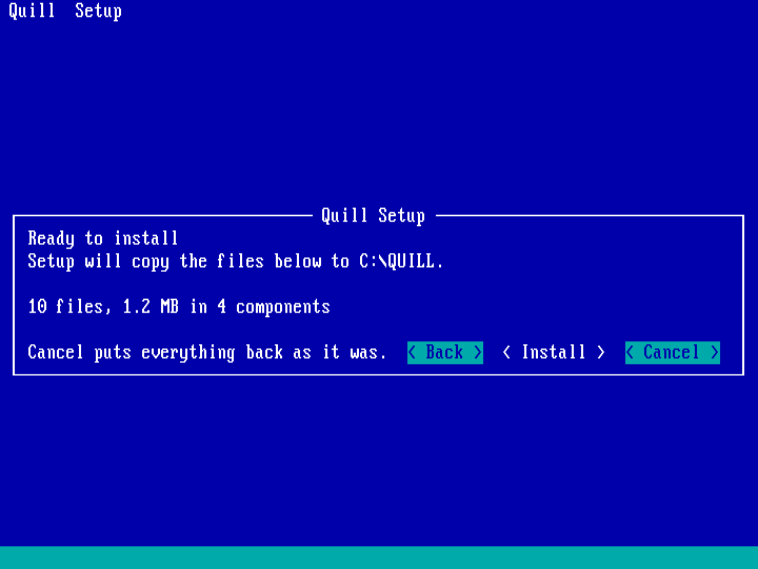 Quill Setup
Quill Setup
Ready to install
Setup will copy the files below to C:\QUILL.
10 files, 1.2 MB in 4 components
Cancel puts everything back as it was. < Back > < Install > < Cancel >